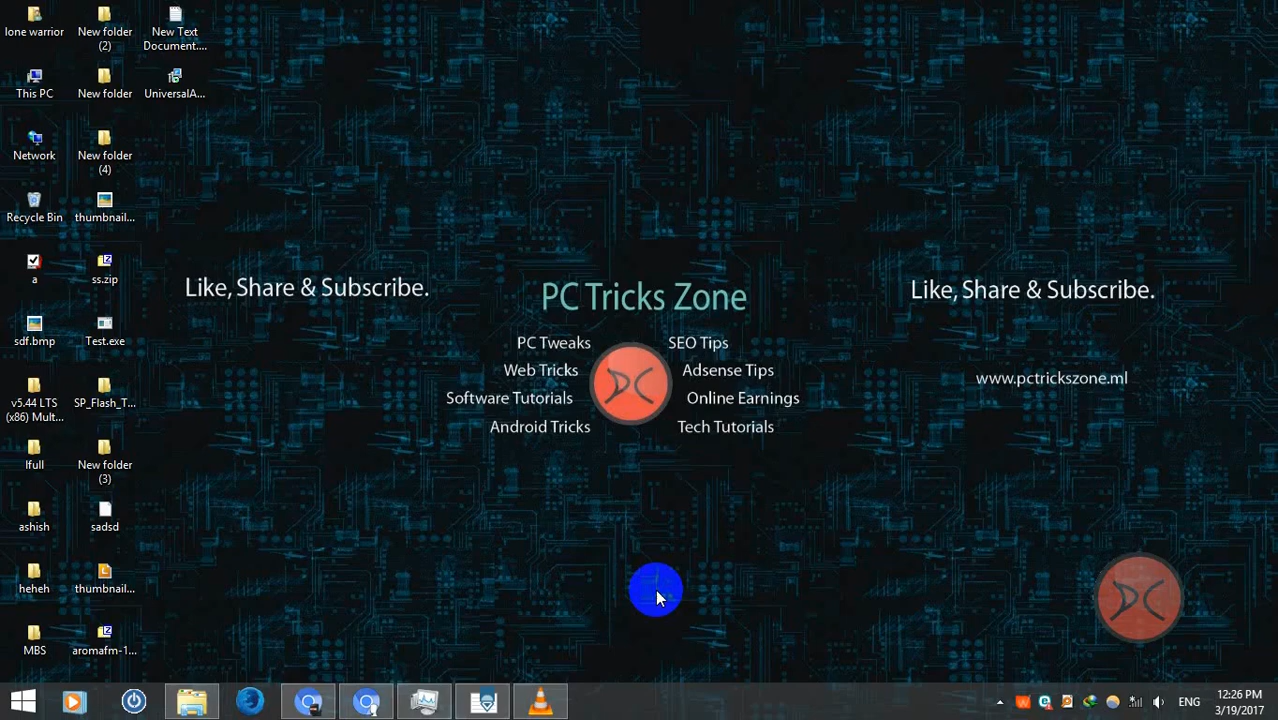 lone warrior
New folder
(2)
New Text
Document....
This PC
New folder
UniversalA...
Network
New folder
(4)
Recycle Bin
thumbnail...
a
ss.zip
sdf.bmp
Test.exe
v5.44 LTS
(x86) Mult...
SP_Flash_T...
lfull
New folder
(3)
ashish
sadsd
heheh
thumbnail...
MBS
aromafm-1...
Like, Share & Subscribe.
PC Tricks Zone
PC Tweaks
SEO Tips
Web Tricks
Adsense Tips
Software Tutorials
Online Earnings
Android Tricks
Tech Tutorials
Like, Share & Subscribe.
www.pctrickszone.ml
ENG
12:26 PM
3/19/2017